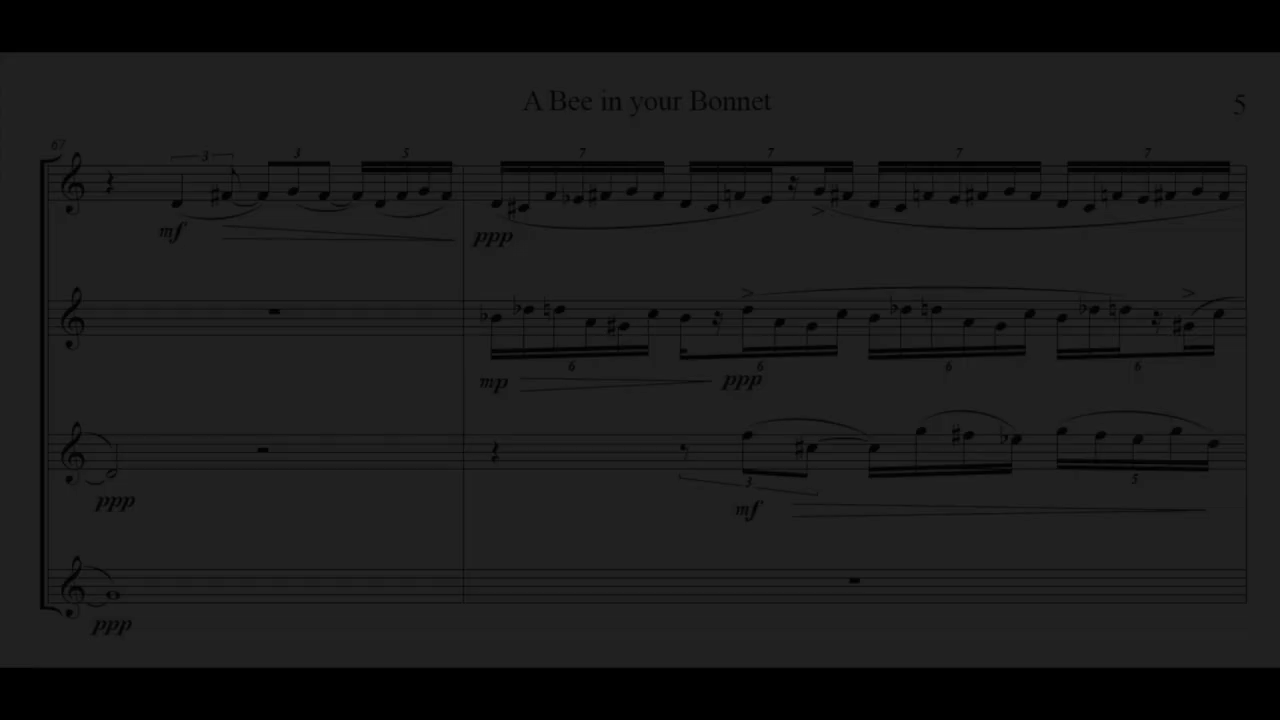 A Bee in your Bonnet
5
67
3 3 5 7 7 7 7
mf ppp
6 6 6 6
mp ppp
3 5
ppp mf
ppp